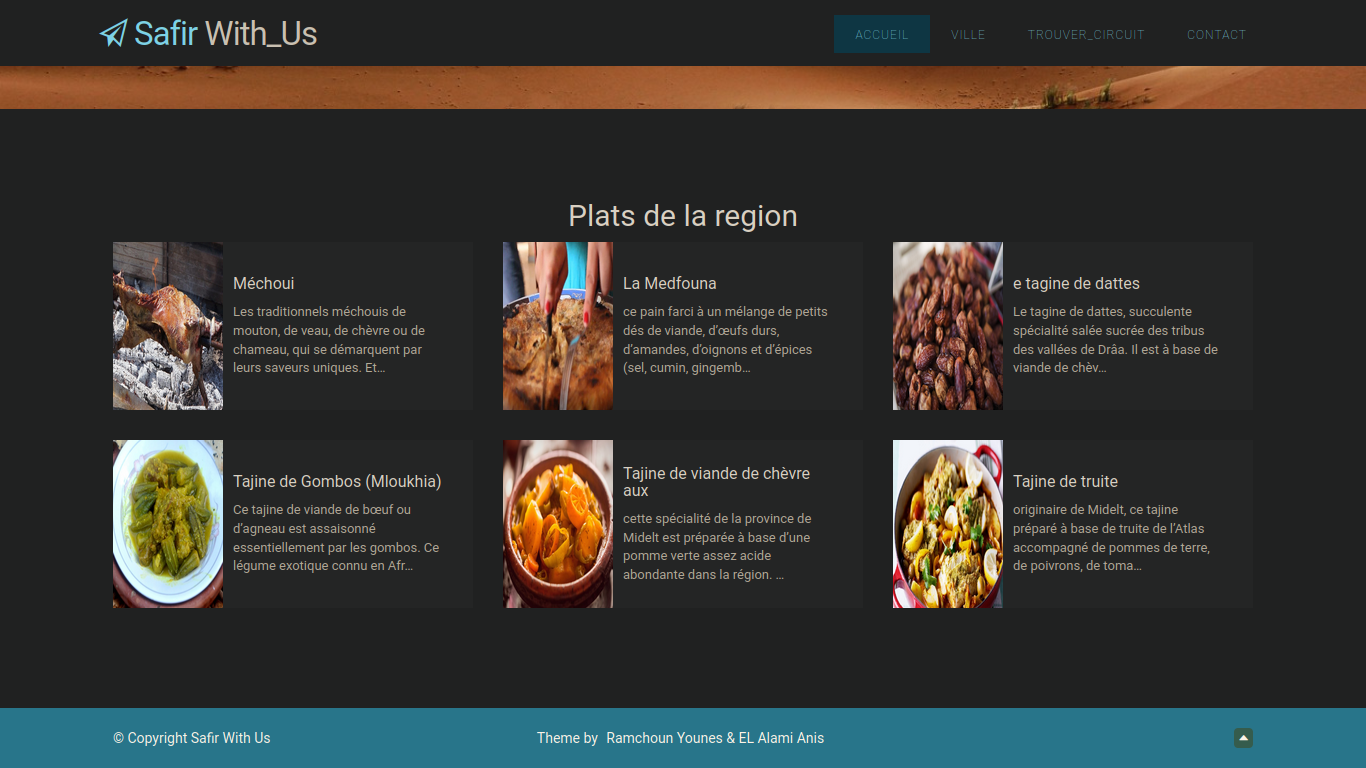 Safir With_Us
ACCUEIL
VILLE
TROUVER_CIRCUIT
CONTACT
Plats de la region
Méchoui
Les traditionnels méchouis de
mouton, de veau, de chèvre ou de
chameau, qui se démarquent par
leurs saveurs uniques. Et…
La Medfouna
ce pain farci à un mélange de petits
dés de viande, d’œufs durs,
d’amandes, d’oignons et d’épices
(sel, cumin, gingemb…
e tagine de dattes
Le tagine de dattes, succulente
spécialité salée sucrée des tribus
des vallées de Drâa. Il est à base de
viande de chèv…
Tajine de Gombos (Mloukhia)
Ce tajine de viande de bœuf ou
d’agneau est assaisonné
essentiellement par les gombos. Ce
légume exotique connu en Afr…
Tajine de viande de chèvre
aux
cette spécialité de la province de
Midelt est préparée à base d’une
pomme verte assez acide
abondante dans la région. …
Tajine de truite
originaire de Midelt, ce tajine
préparé à base de truite de l’Atlas
accompagné de pommes de terre,
de poivrons, de toma…
© Copyright Safir With Us
Theme by Ramchoun Younes & EL Alami Anis